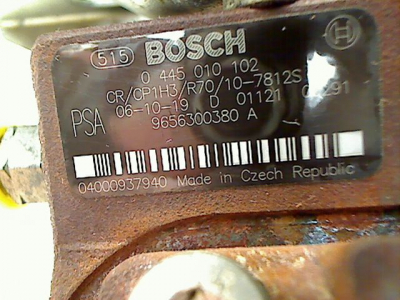 515 BOSCH
0 445 010 102
CR/CP1H3/R70/10-7812S
06-10-19 D 01121
PSA
9656300380 A
04000937940 Made in Czech Republic